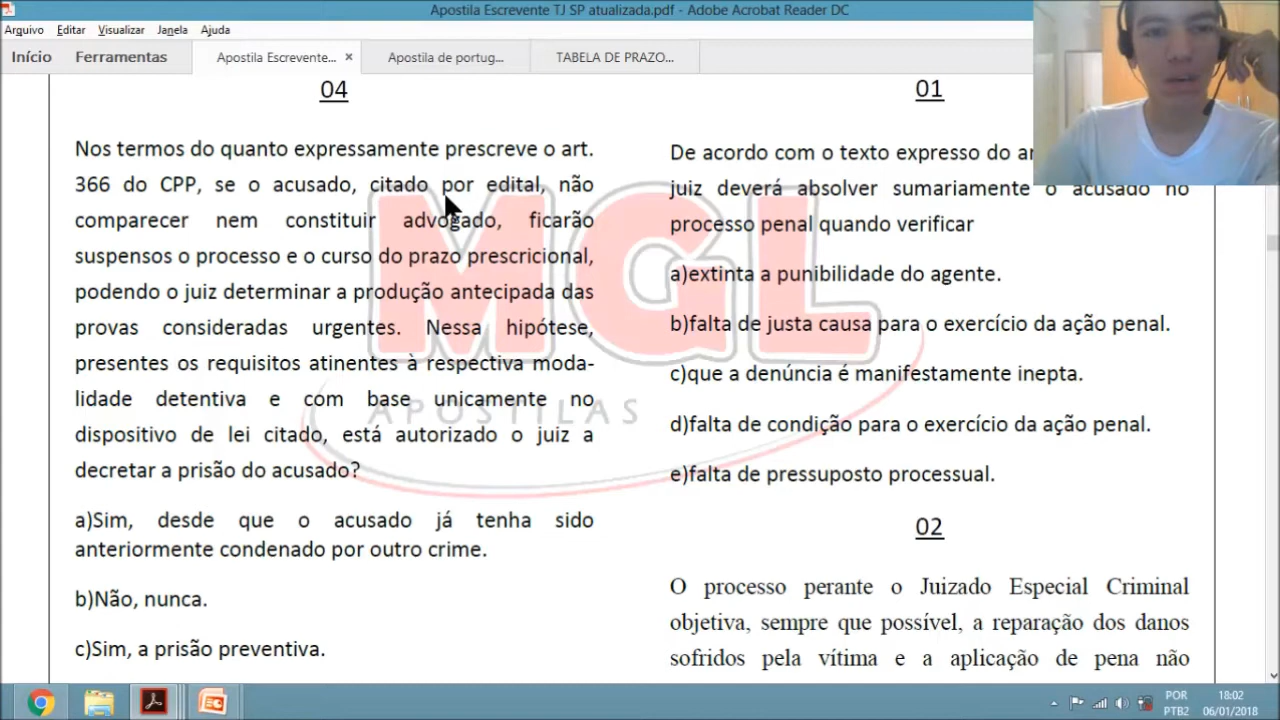 Apostila Escrevente TJ SP atualizada.pdf - Adobe Acrobat Reader DC
Arquivo Editar Visualizar Janela Ajuda
Início Ferramentas Apostila Escrevente... × Apostila de portug... TABELA DE PRAZO...
04
Nos termos do quanto expressamente prescreve o art.
366 do CPP, se o acusado, citado por edital, não
comparecer nem constituir advogado, ficarão
suspensos o processo e o curso do prazo prescricional,
podendo o juiz determinar a produção antecipada das
provas consideradas urgentes. Nessa hipótese,
presentes os requisitos atinentes à respectiva moda-
lidade detentiva e com base unicamente no
dispositivo de lei citado, está autorizado o juiz a
decretar a prisão do acusado?
a)Sim, desde que o acusado já tenha sido
anteriormente condenado por outro crime.
b)Não, nunca.
c)Sim, a prisão preventiva.
01
De acordo com o texto expresso do
juiz deverá absolver sumariamente o acusado no
processo penal quando verificar
a)extinta a punibilidade do agente.
b)falta de justa causa para o exercício da ação penal.
c)que a denúncia é manifestamente inepta.
d)falta de condição para o exercício da ação penal.
e)falta de pressuposto processual.
02
O processo perante o Juizado Especial Criminal
objetiva, sempre que possível, a reparação dos danos
sofridos pela vítima e a aplicação de pena não
MGL
APOSTILAS
POR
PTB2
18:02
06/01/2018